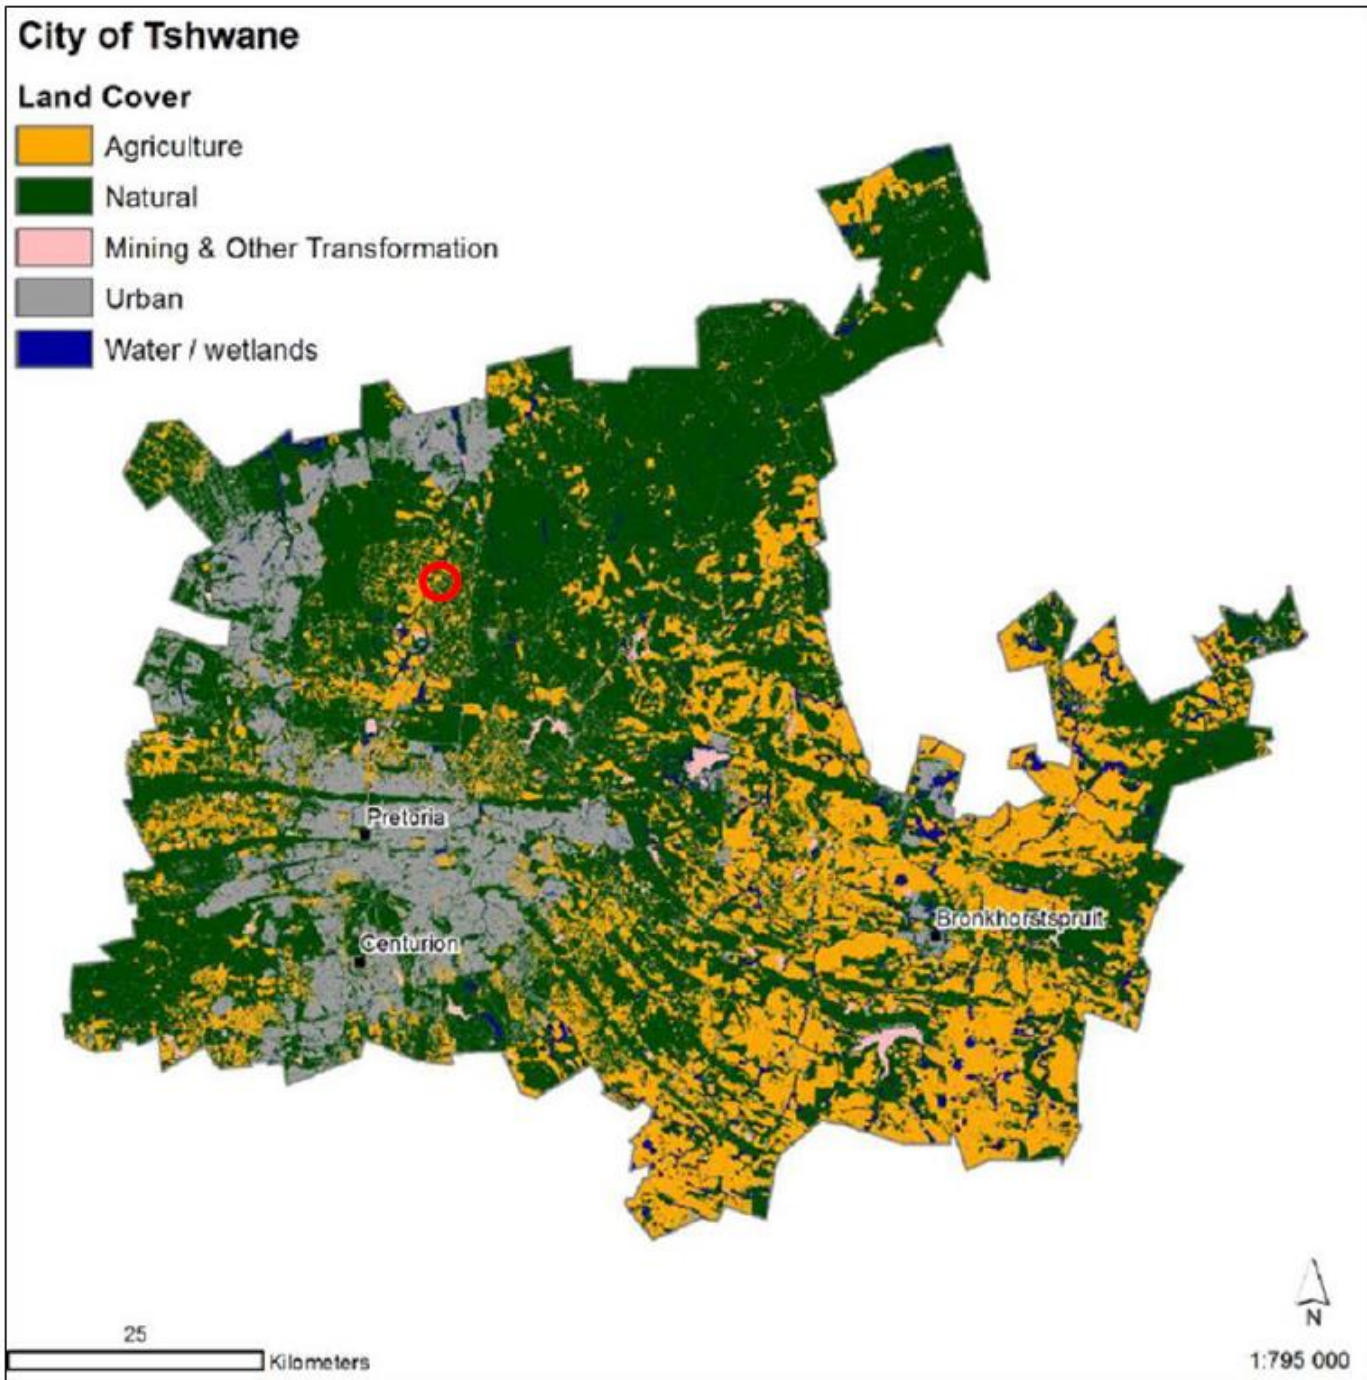 City of Tshwane
Land Cover
Agriculture
Natural
Mining & Other Transformation
Urban
Water / wetlands
Pretoria
Bronkhorstspruit
Centurion
N
25
Kilometers
1:795 000